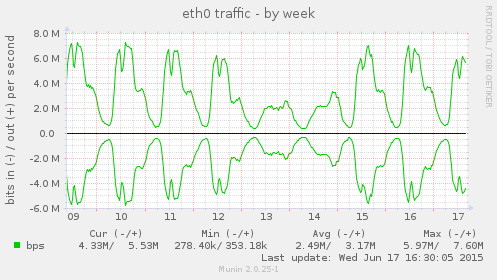 eth0 traffic - by week
RRDTOOL / TOBI OETIKER
bits in (-) / out (+) per second
8.0 M
6.0 M
4.0 M
2.0 M
0.0
-2.0 M
-4.0 M
-6.0 M
09 10 11 12 13 14 15 16 17
Cur (-/+) Min (-/+) Avg (-/+) Max (-/+)
bps 4.33M/ 5.53M 278.40k/353.18k 2.49M/ 3.17M 5.97M/ 7.60M
Last update: Wed Jun 17 16:30:05 2015
Munin 2.0.25-1